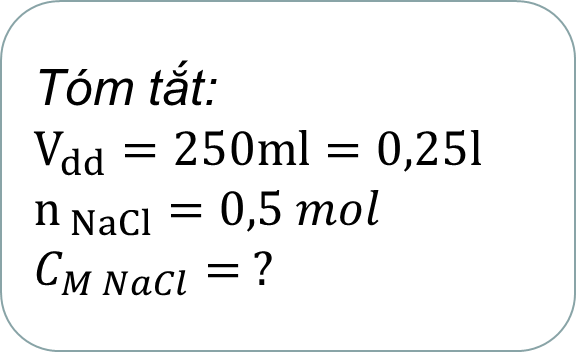 Tóm tắt:
V_dd = 250ml = 0,25l
n_NaCl = 0,5 mol
C_M NaCl = ?